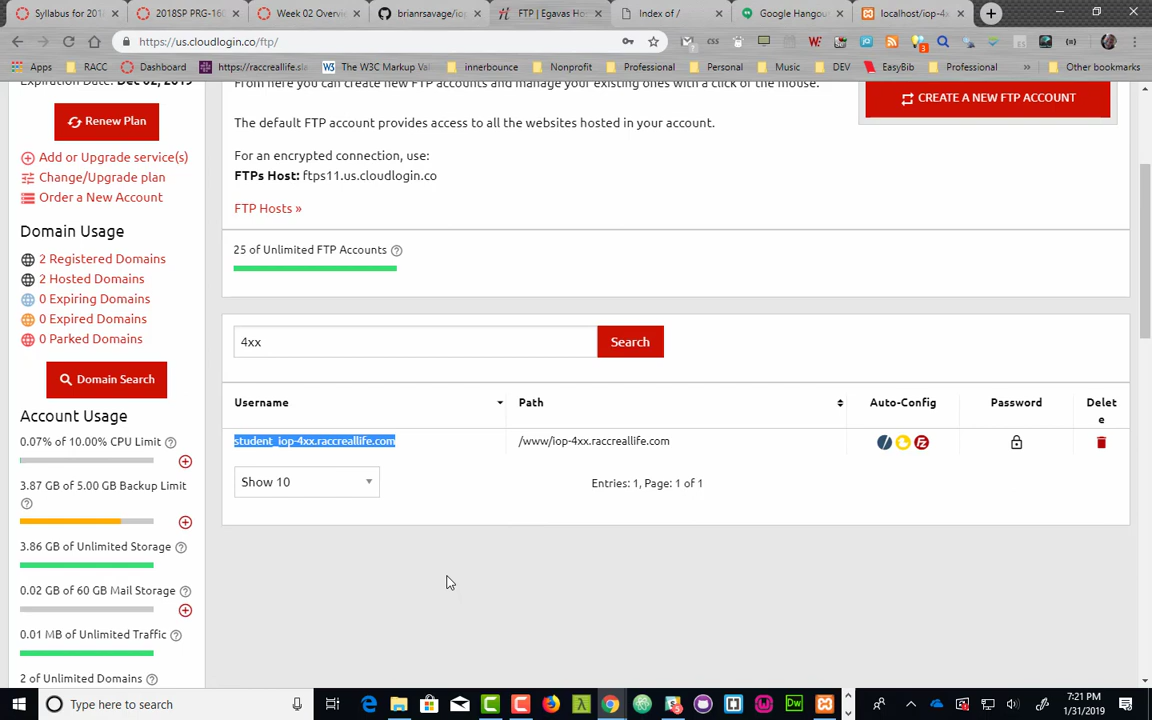 Syllabus for 201
2018SP PRG-16
Week 02 Overvi
brianrsavage/iop
FTP | Egavas Hos
Index of /
Google Hangou
localhost/iop-4x
https://us.cloudlogin.co/ftp/
Apps
RACC
Dashboard
https://raccreallife.sla
The W3C Markup Val
innerbounce
Nonprofit
Professional
Personal
Music
DEV
EasyBib
Professional
»
Other bookmarks
Expiration Date: Dec 02, 2019
From here you can create new FTP accounts and manage your existing ones with a click of the mouse.
CREATE A NEW FTP ACCOUNT
Renew Plan
The default FTP account provides access to all the websites hosted in your account.
For an encrypted connection, use:
FTPs Host: ftps11.us.cloudlogin.co
FTP Hosts »
Add or Upgrade service(s)
Change/Upgrade plan
Order a New Account
Domain Usage
2 Registered Domains
2 Hosted Domains
0 Expiring Domains
0 Expired Domains
0 Parked Domains
Domain Search
25 of Unlimited FTP Accounts
4xx
Search
Username
Path
Auto-Config
Password
Delet
e
student_iop-4xx.raccreallife.com
/www/iop-4xx.raccreallife.com
Show 10
Entries: 1, Page: 1 of 1
Account Usage
0.07% of 10.00% CPU Limit
3.87 GB of 5.00 GB Backup Limit
3.86 GB of Unlimited Storage
0.02 GB of 60 GB Mail Storage
0.01 MB of Unlimited Traffic
2 of Unlimited Domains
Type here to search
7:21 PM
1/31/2019